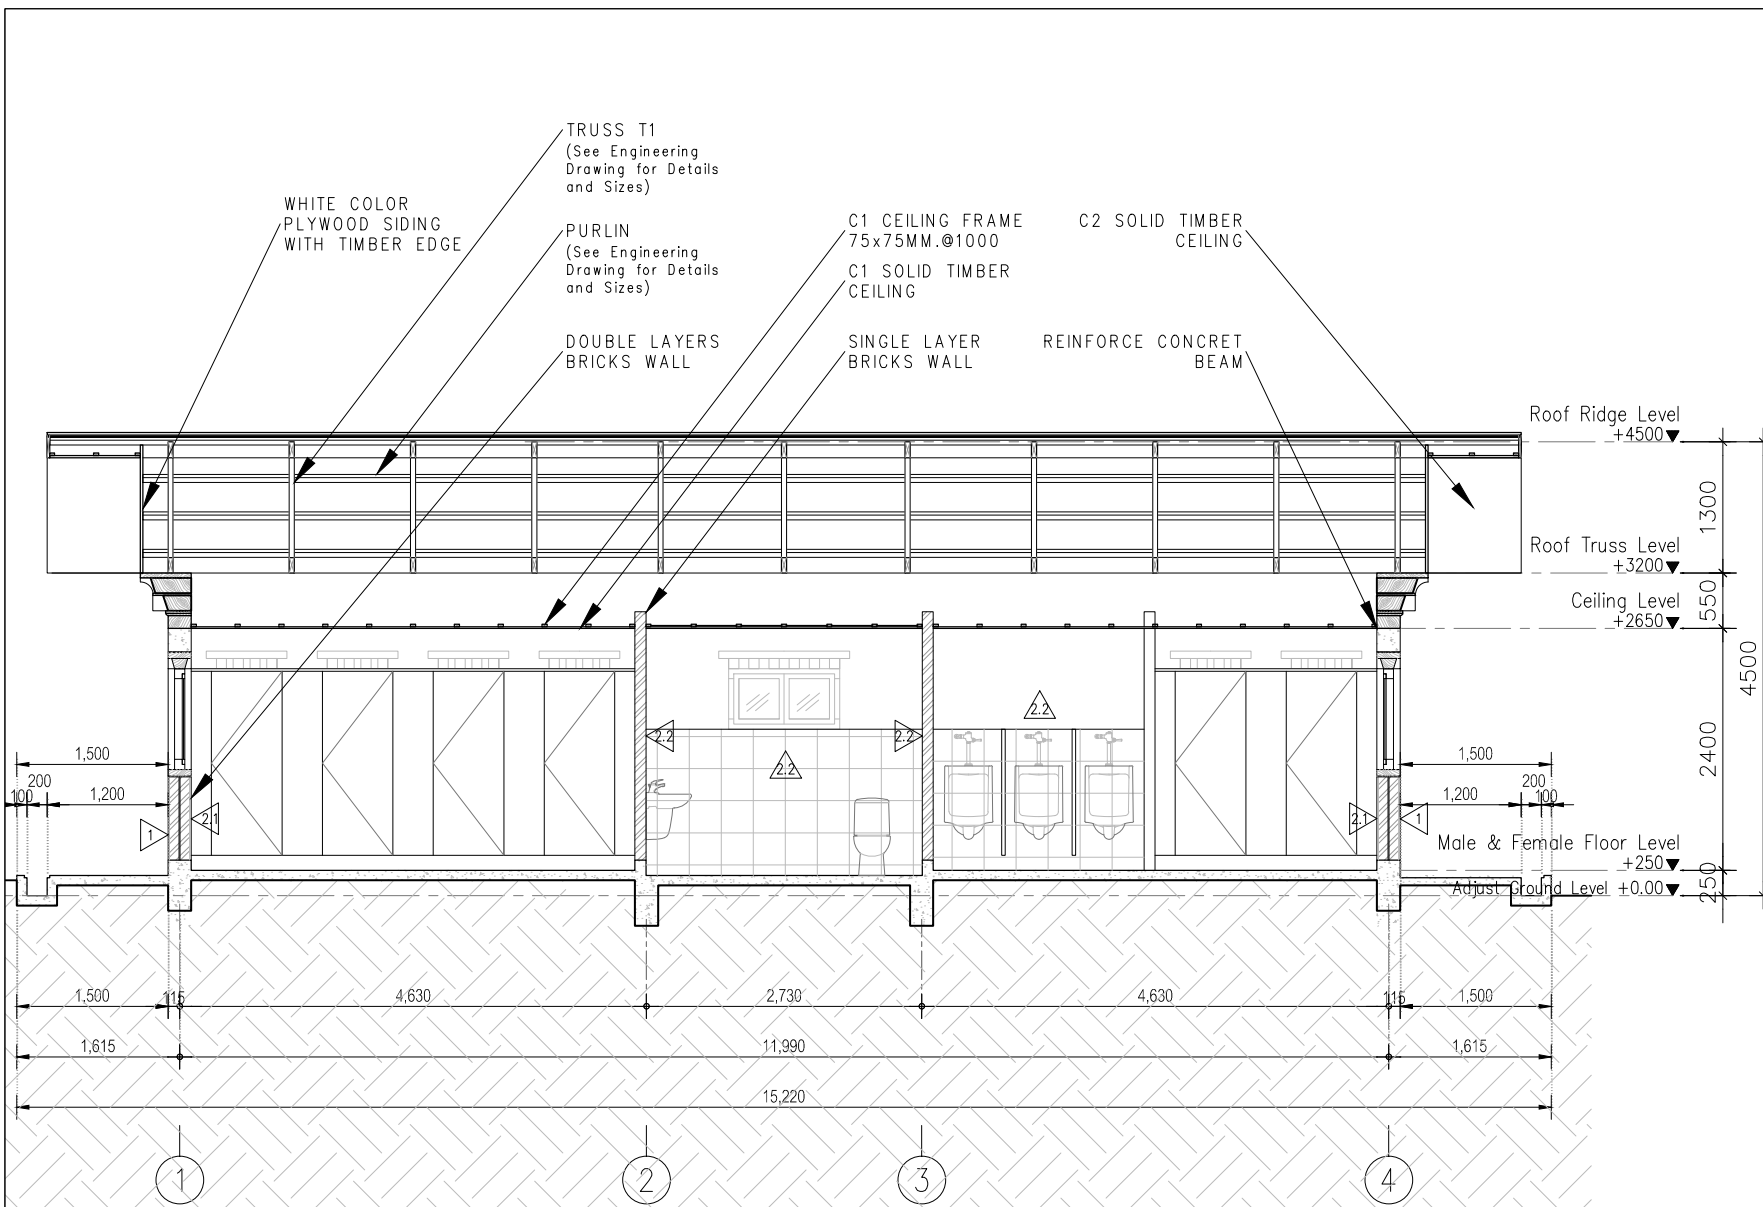 TRUSS T1
(See Engineering
Drawing for Details
and Sizes)
WHITE COLOR
PLYWOOD SIDING
WITH TIMBER EDGE
PURLIN
(See Engineering
Drawing for Details
and Sizes)
C1 CEILING FRAME
75x75MM.@1000
C2 SOLID TIMBER
CEILING
C1 SOLID TIMBER
CEILING
DOUBLE LAYERS
BRICKS WALL
SINGLE LAYER
BRICKS WALL
REINFORCE CONCRET
BEAM
Roof Ridge Level
+4500
1300
Roof Truss Level
+3200
550
Ceiling Level
+2650
4500
2400
2.2
2.2
2.2
2.2
1,500
200
100
1,200
1
2.1
1,500
200
1,200
100
2.1
1
Male & Female Floor Level
+250
250
Adjust Ground Level +0.00
1,500
115
4,630
2,730
4,630
115
1,500
1,615
11,990
1,615
15,220
1
2
3
4